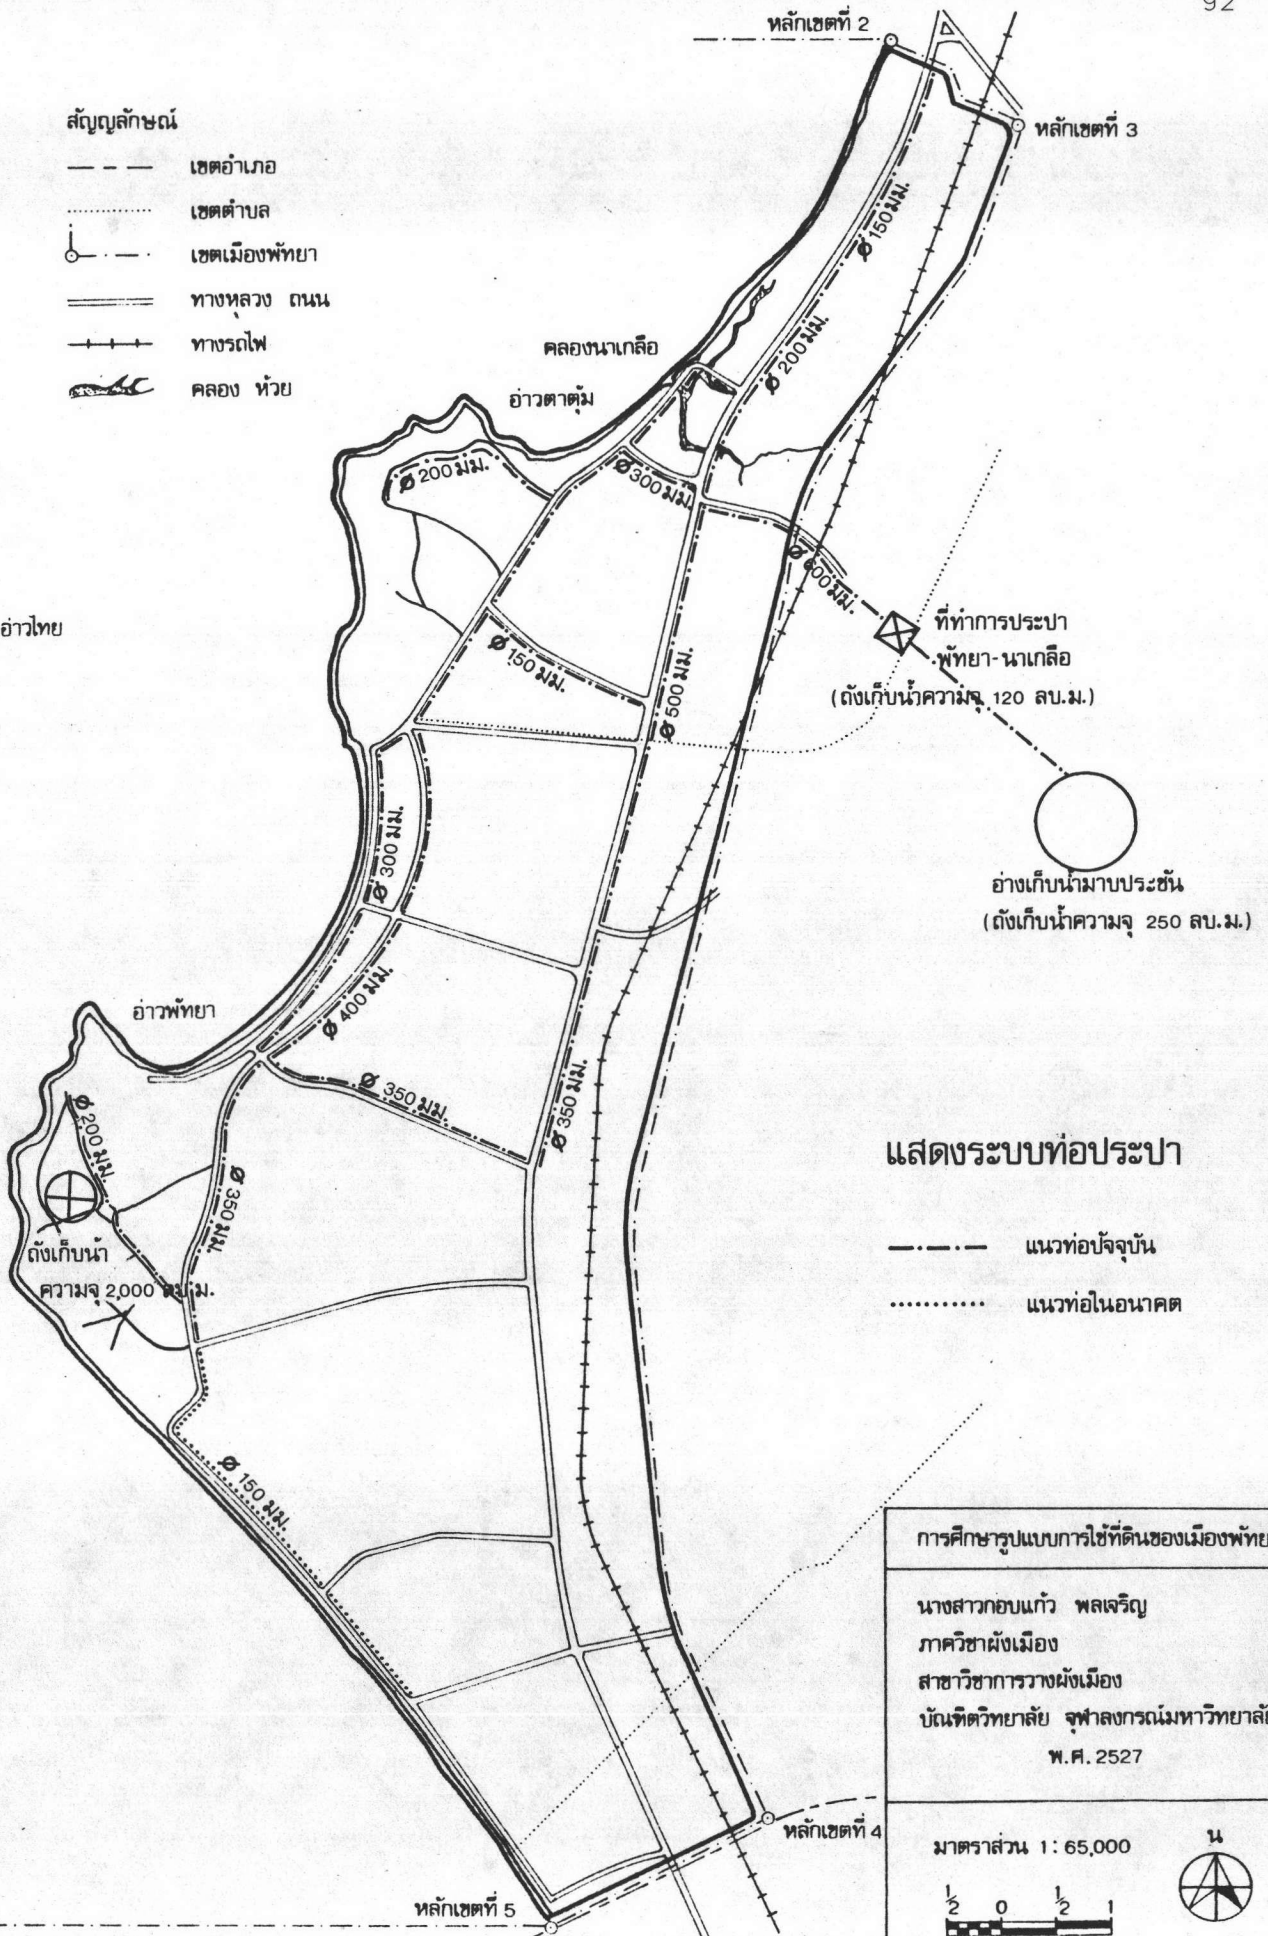 92
หลักเขตที่ 2
หลักเขตที่ 3
สัญญลักษณ์
เขตอำเภอ
เขตตำบล
เขตเมืองพัทยา
ทางหลวง ถนน
ทางรถไฟ
คลอง ห้วย
Ø 150 มม.
Ø 200 มม.
คลองนาเกลือ
อ่าวตาตุ้ม
Ø 200 มม.
Ø 300 มม.
Ø 600 มม.
อ่าวไทย
ที่ทำการประปา
พัทยา-นาเกลือ
(ถังเก็บน้ำความจุ 120 ลบ.ม.)
Ø 150 มม.
Ø 500 มม.
Ø 300 มม.
อ่างเก็บน้ำมาบประชัน
(ถังเก็บน้ำความจุ 250 ลบ.ม.)
อ่าวพัทยา
Ø 400 มม.
Ø 350 มม.
Ø 350 มม.
Ø 200 มม.
Ø 350 มม.
ถังเก็บน้ำ
ความจุ 2,000 ลบ.ม.
แสดงระบบท่อประปา
แนวท่อปัจจุบัน
แนวท่อในอนาคต
Ø 150 มม.
การศึกษารูปแบบการใช้ที่ดินของเมืองพัทย
นางสาวกอบแก้ว พลเจริญ
ภาควิชาผังเมือง
สาขาวิชาการวางผังเมือง
บัณฑิตวิทยาลัย จุฬาลงกรณ์มหาวิทยาลัย
พ.ศ. 2527
หลักเขตที่ 4
มาตราส่วน 1 : 65,000
น
½ 0 ½ 1
หลักเขตที่ 5